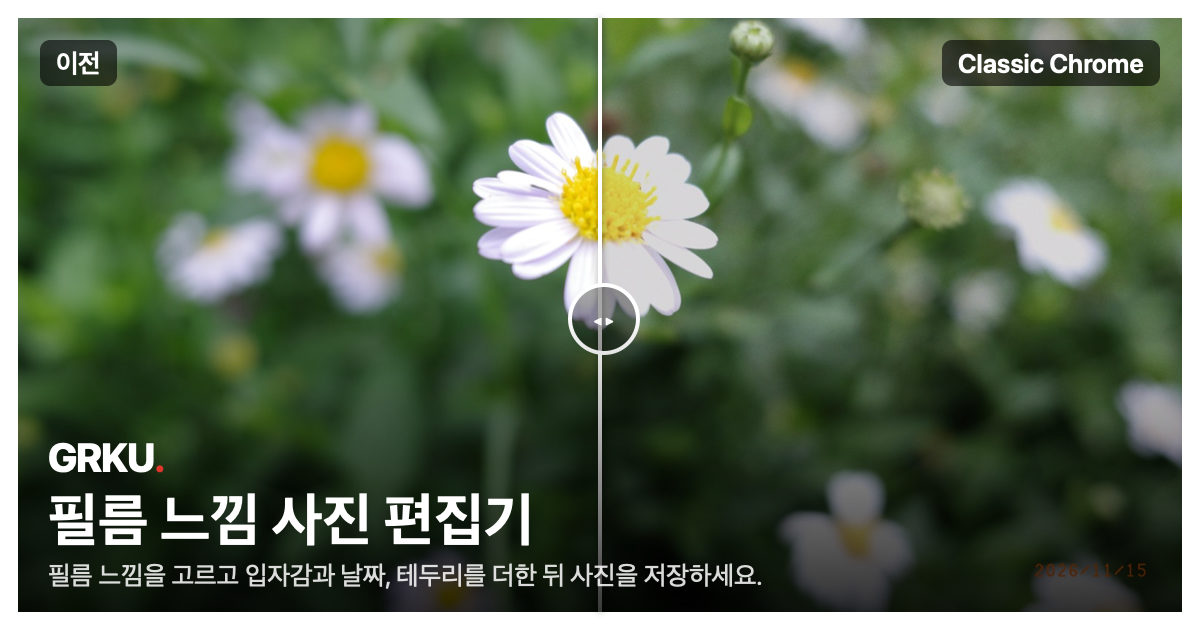 이전
Classic Chrome
GRKU.
필름 느낌 사진 편집기
필름 느낌을 고르고 입자감과 날짜, 테두리를 더한 뒤 사진을 저장하세요.
2026/11/15